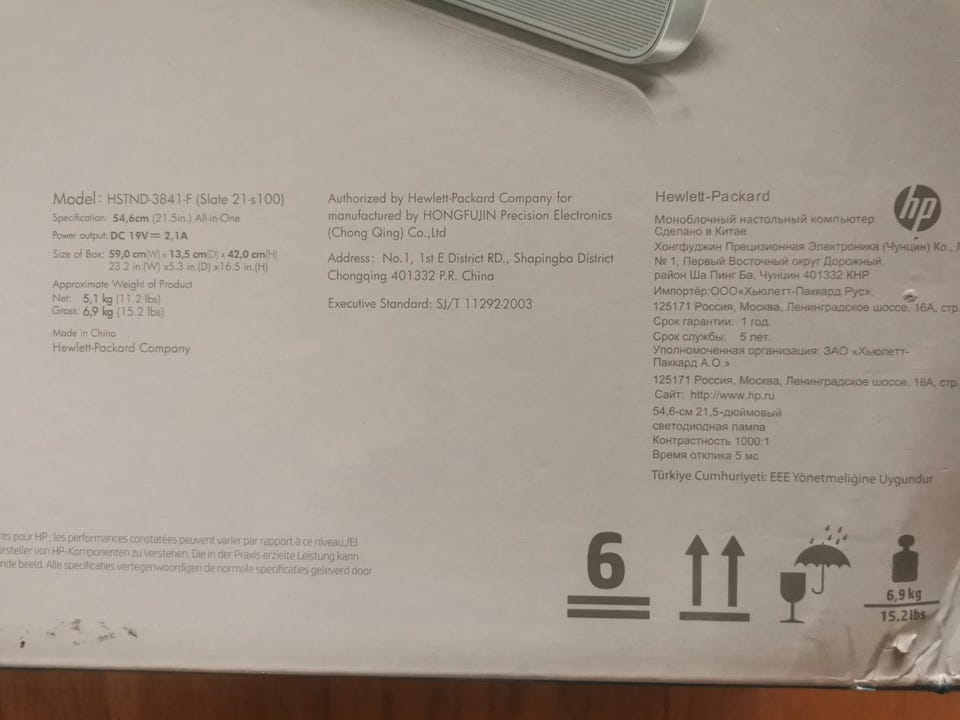 Model: HSTND-3841-F (Slate 21-s100)
Specification: 54,6cm (21.5in.) All-in-One
Power output: DC 19V⎓ 2,1A
Size of Box: 59,0 cm(W) x 13,5 cm(D) x 42,0 cm(H)
23.2 in.(W) x5.3 in.(D) x16.5 in.(H)
Approximate Weight of Product
Net: 5,1 kg (11.2 lbs)
Gross: 6,9 kg (15.2 lbs)
Made in China
Hewlett-Packard Company
Authorized by Hewlett-Packard Company for
manufactured by HONGFUJIN Precision Electronics
(Chong Qing) Co.,Ltd
Address: No.1, 1st E District RD., Shapingba District
Chongqing 401332 P.R. China
Executive Standard: SJ/T 11292-2003
Hewlett-Packard
hp
Моноблочный настольный компьютер
Сделано в Китае
Хонгфуджин Прецизионная Электроника (Чунцин) Ко.,
№ 1, Первый Восточный округ Дорожный,
район Ша Пинг Ба, Чунцин 401332 КНР
Импортёр:ООО«Хьюлетт-Паккард Рус»,
125171 Россия, Москва, Ленинградское шоссе, 16А, стр.
Срок гарантии: 1 год.
Срок службы: 5 лет.
Уполномоченная организация: ЗАО «Хьюлетт-
Паккард А.О.»
125171 Россия, Москва, Ленинградское шоссе, 16А, стр.
Сайт: http://www.hp.ru
54,6-см 21,5-дюймовый
светодиодная лампа
Контрастность 1000:1
Время отклика 5 мс
Türkiye Cumhuriyeti: EEE Yönetmeliğine Uygundur
nts pour HP ; les performances constatées peuvent varier par rapport à ce niveau./El
ersteller von HP-Komponenten zu verstehen. Die in der Praxis erzielte Leistung kann
nde beeld. Alle specificaties vertegenwoordigen de normale specificaties geleverd door
6
6,9 kg
15.2lbs